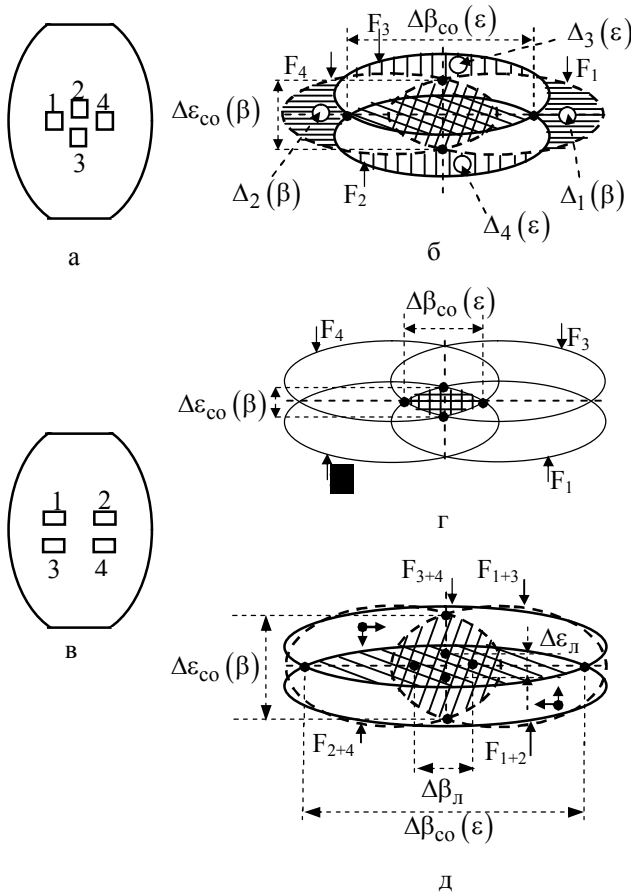 2
1 4
3
а
Δβсо(ε)
F3
Δ3(ε)
F4
F1
Δεсо(β)
Δ2(β)
F2
Δ4(ε)
Δ1(β)
б
1 2
3 4
в
Δβсо(ε)
F4
F3
Δεсо(β)
F1
г
F3+4
F1+3
Δεсо(β)
Δεл
F2+4
F1+2
Δβл
Δβсо(ε)
д